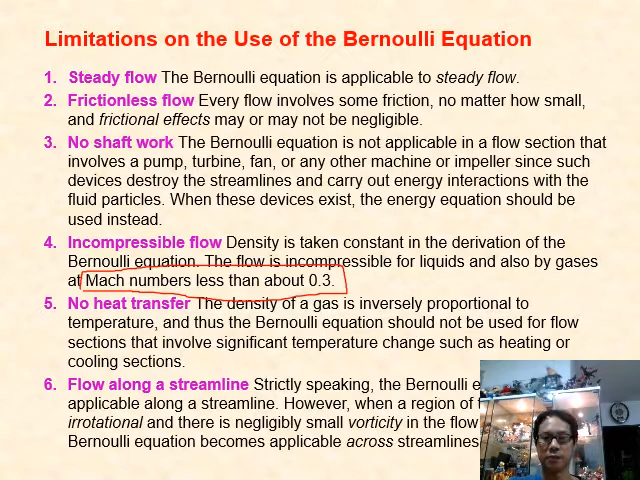 Limitations on the Use of the Bernoulli Equation
1. Steady flow The Bernoulli equation is applicable to steady flow.
2. Frictionless flow Every flow involves some friction, no matter how small,
and frictional effects may or may not be negligible.
3. No shaft work The Bernoulli equation is not applicable in a flow section that
involves a pump, turbine, fan, or any other machine or impeller since such
devices destroy the streamlines and carry out energy interactions with the
fluid particles. When these devices exist, the energy equation should be
used instead.
4. Incompressible flow Density is taken constant in the derivation of the
Bernoulli equation. The flow is incompressible for liquids and also by gases
at Mach numbers less than about 0.3.
5. No heat transfer The density of a gas is inversely proportional to
temperature, and thus the Bernoulli equation should not be used for flow
sections that involve significant temperature change such as heating or
cooling sections.
6. Flow along a streamline Strictly speaking, the Bernoulli
applicable along a streamline. However, when a region of
irrotational and there is negligibly small vorticity in the flow
Bernoulli equation becomes applicable across streamlines